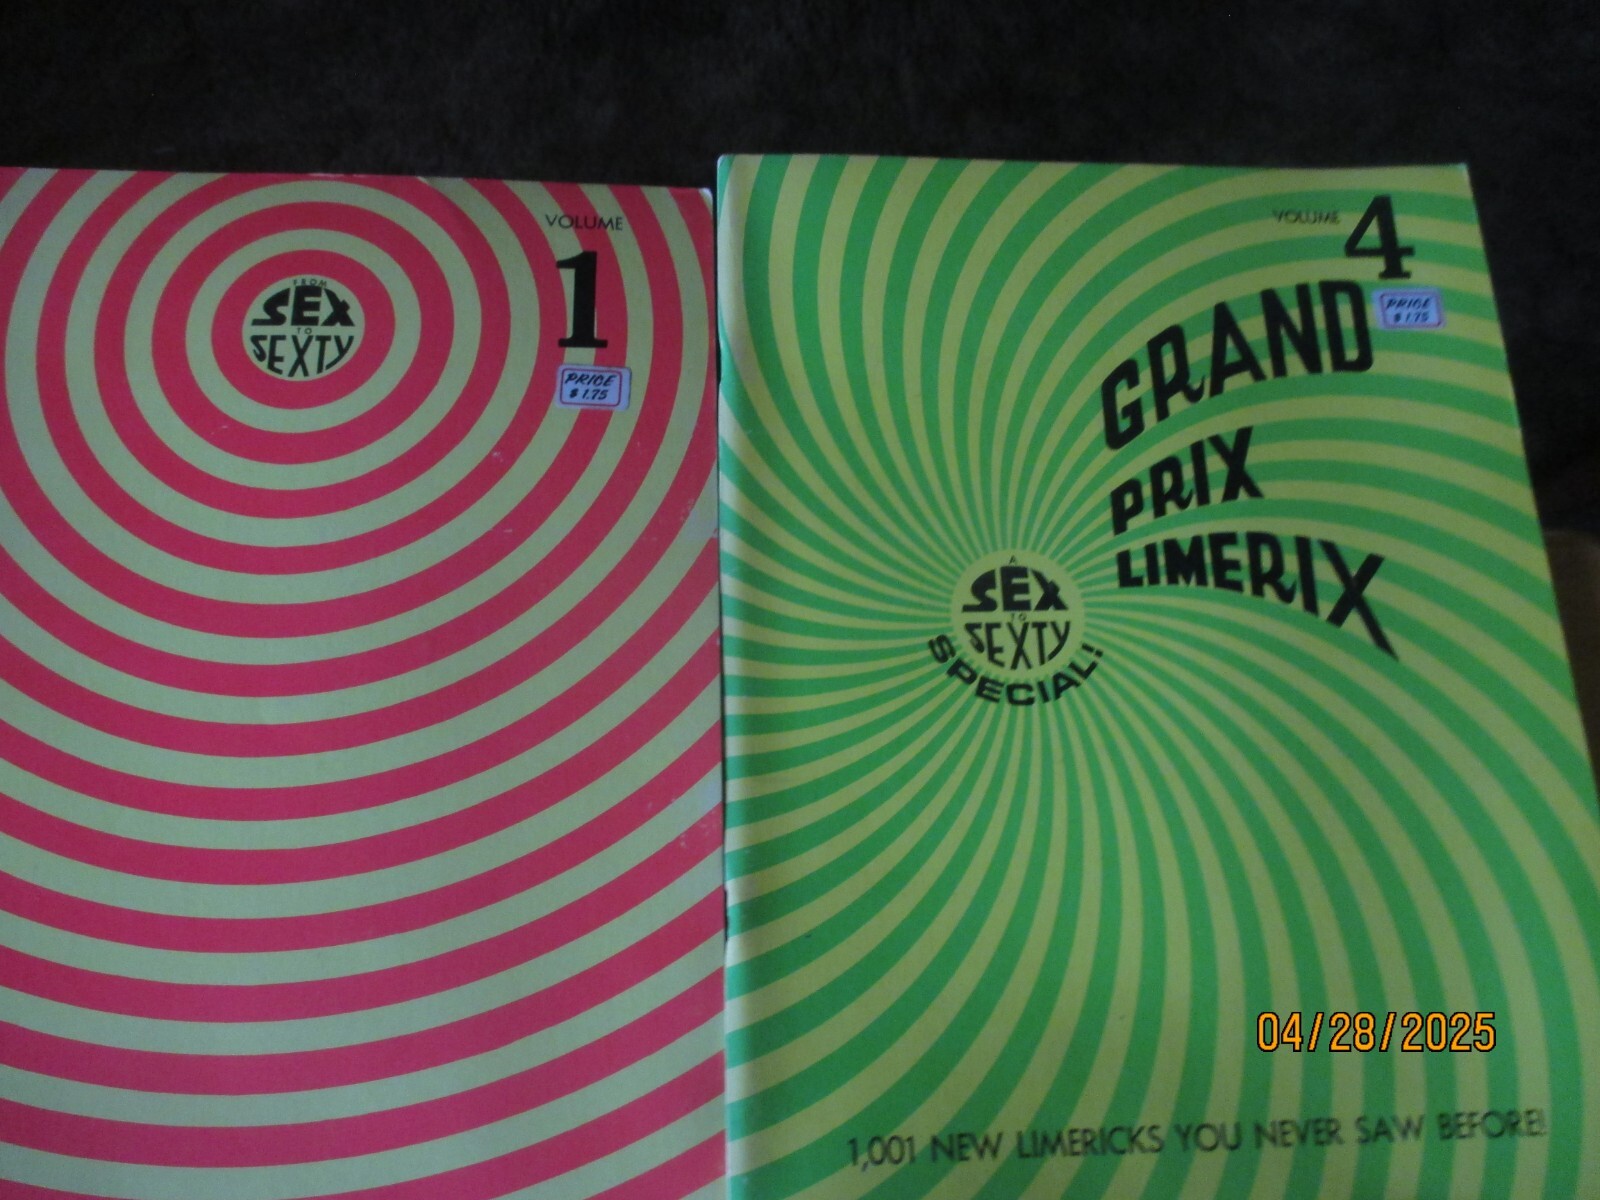 VOLUME
1
FROM
SEX
TO
SEXTY
PRICE
$1.75
VOLUME 4
PRICE
$1.75
GRAND
PRIX
LIMERIX
A
SEX
TO
SEXTY
SPECIAL!
04/28/2025
1,001 NEW LIMERICKS YOU NEVER SAW BEFORE!